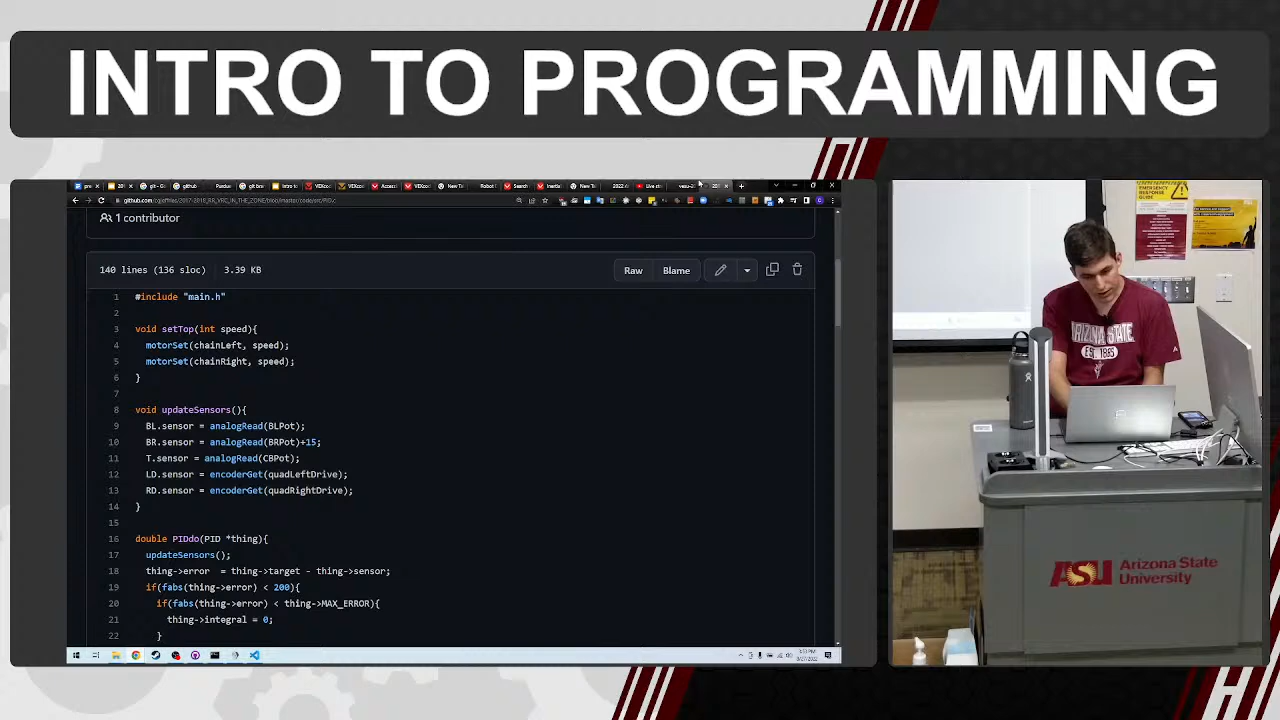 INTRO TO PROGRAMMING
1 contributor
140 lines (136 sloc) 3.39 KB
Raw Blame
1 #include "main.h"
2
3 void setTop(int speed){
4 motorSet(chainLeft, speed);
5 motorSet(chainRight, speed);
6 }
7
8 void updateSensors(){
9 BL.sensor = analogRead(BLPot);
10 BR.sensor = analogRead(BRPot)+15;
11 T.sensor = analogRead(CBPot);
12 LD.sensor = encoderGet(quadLeftDrive);
13 RD.sensor = encoderGet(quadRightDrive);
14 }
15
16 double PIDdo(PID *thing){
17 updateSensors();
18 thing->error = thing->target - thing->sensor;
19 if(fabs(thing->error) < 200){
20 if(fabs(thing->error) < thing->MAX_ERROR){
21 thing->integral = 0;
22 }
EMERGENCY
RESPONSE
GUIDE
ARIZONA STATE
EST. 1885
ASU Arizona State
University